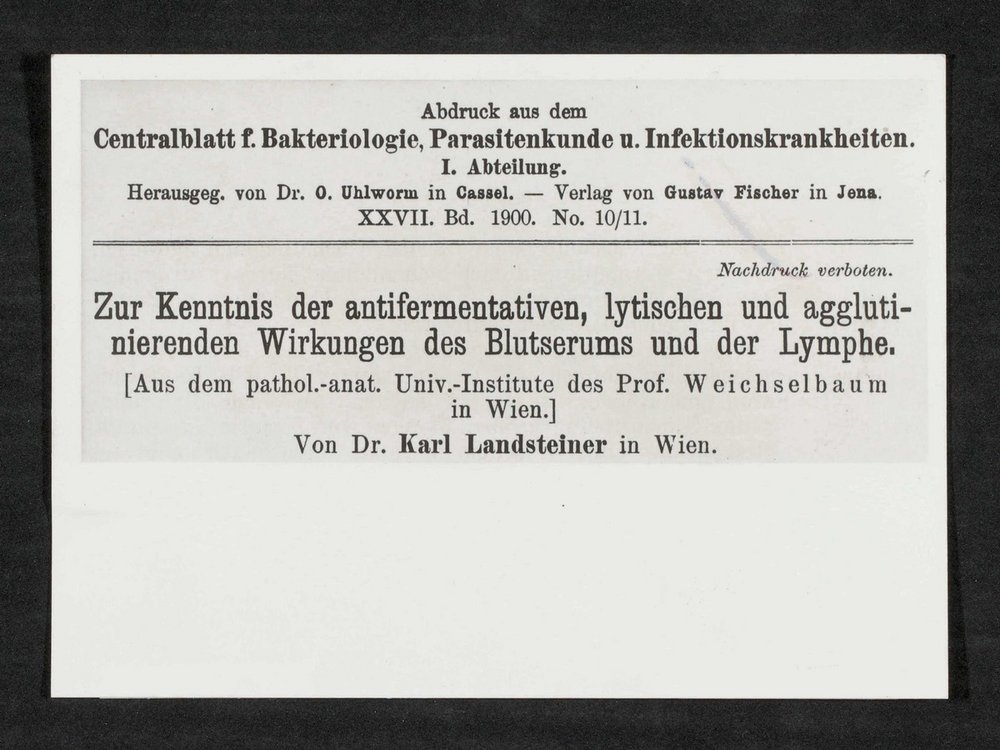 Abdruck aus dem
Centralblatt f. Bakteriologie, Parasitenkunde u. Infektionskrankheiten.
I. Abteilung.
Herausgeg. von Dr. O. Uhlworm in Cassel. — Verlag von Gustav Fischer in Jena.
XXVII. Bd. 1900. No. 10/11.
Nachdruck verboten.
Zur Kenntnis der antifermentativen, lytischen und aggluti-
nierenden Wirkungen des Blutserums und der Lymphe.
[Aus dem pathol.-anat. Univ.-Institute des Prof. Weichselbaum
in Wien.]
Von Dr. Karl Landsteiner in Wien.